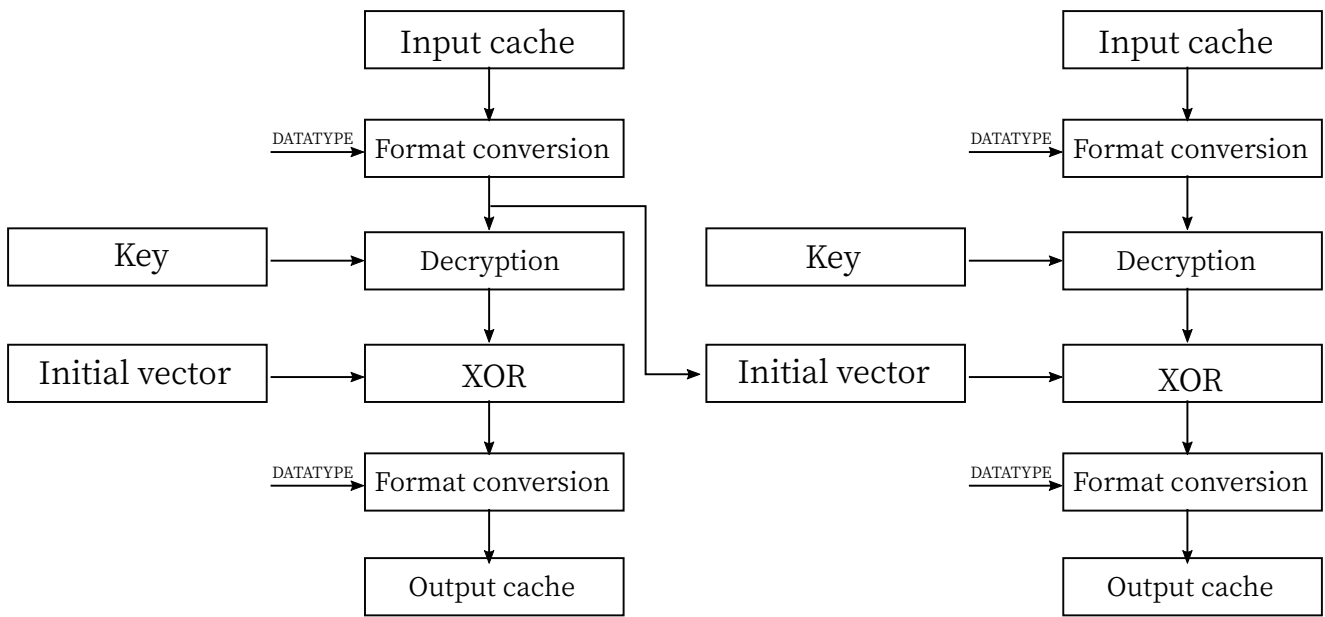 Input cache
DATATYPE
Format conversion
Key
Decryption
Initial vector
XOR
DATATYPE
Format conversion
Output cache
Input cache
DATATYPE
Format conversion
Key
Decryption
Initial vector
XOR
DATATYPE
Format conversion
Output cache